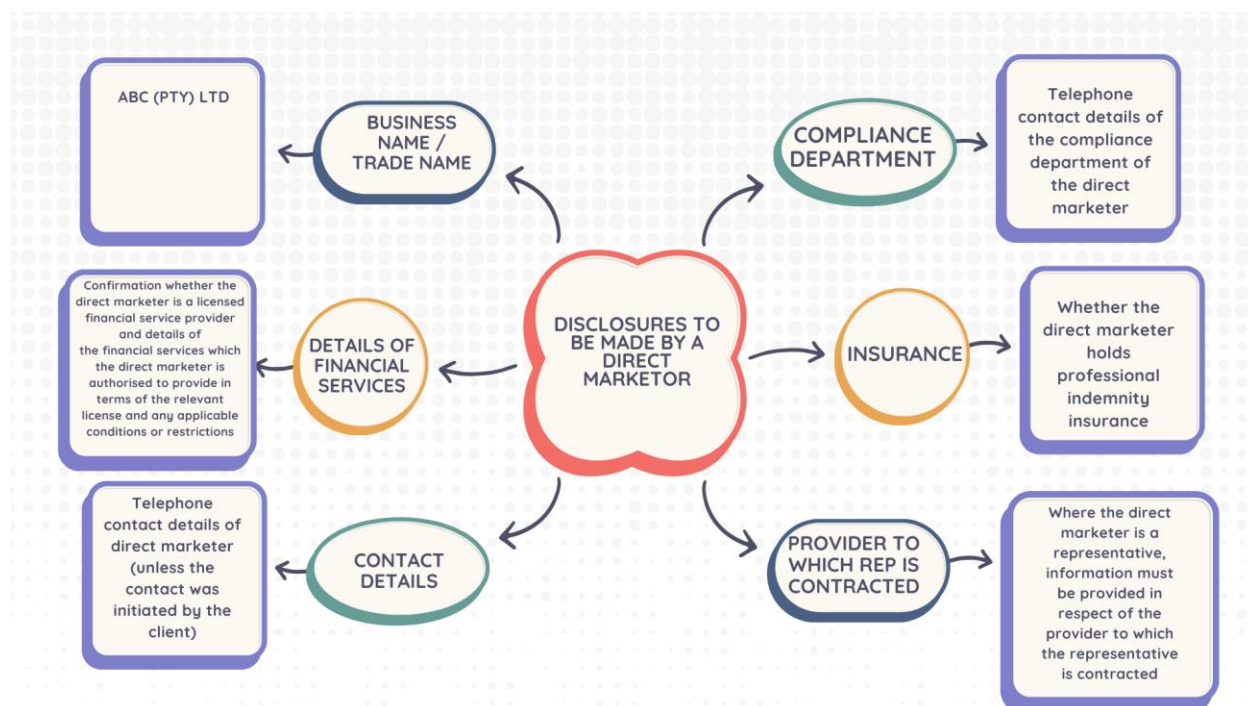 ABC (PTY) LTD
BUSINESS
NAME /
TRADE NAME
COMPLIANCE
DEPARTMENT
Telephone
contact details of
the compliance
department of
the direct
marketer
Confirmation whether the
direct marketer is a licensed
financial service provider
and details of
the financial services which
the direct marketer is
authorised to provide in
terms of the relevant
license and any applicable
conditions or restrictions
DETAILS OF
FINANCIAL
SERVICES
DISCLOSURES TO
BE MADE BY A
DIRECT
MARKETOR
INSURANCE
Whether the
direct marketer
holds
professional
indemnity
insurance
Telephone
contact details of
direct marketer
(unless the
contact was
initiated by the
client)
CONTACT
DETAILS
PROVIDER TO
WHICH REP IS
CONTRACTED
Where the direct
marketer is a
representative,
information must
be provided in
respect of the
provider to which
the representative
is contracted